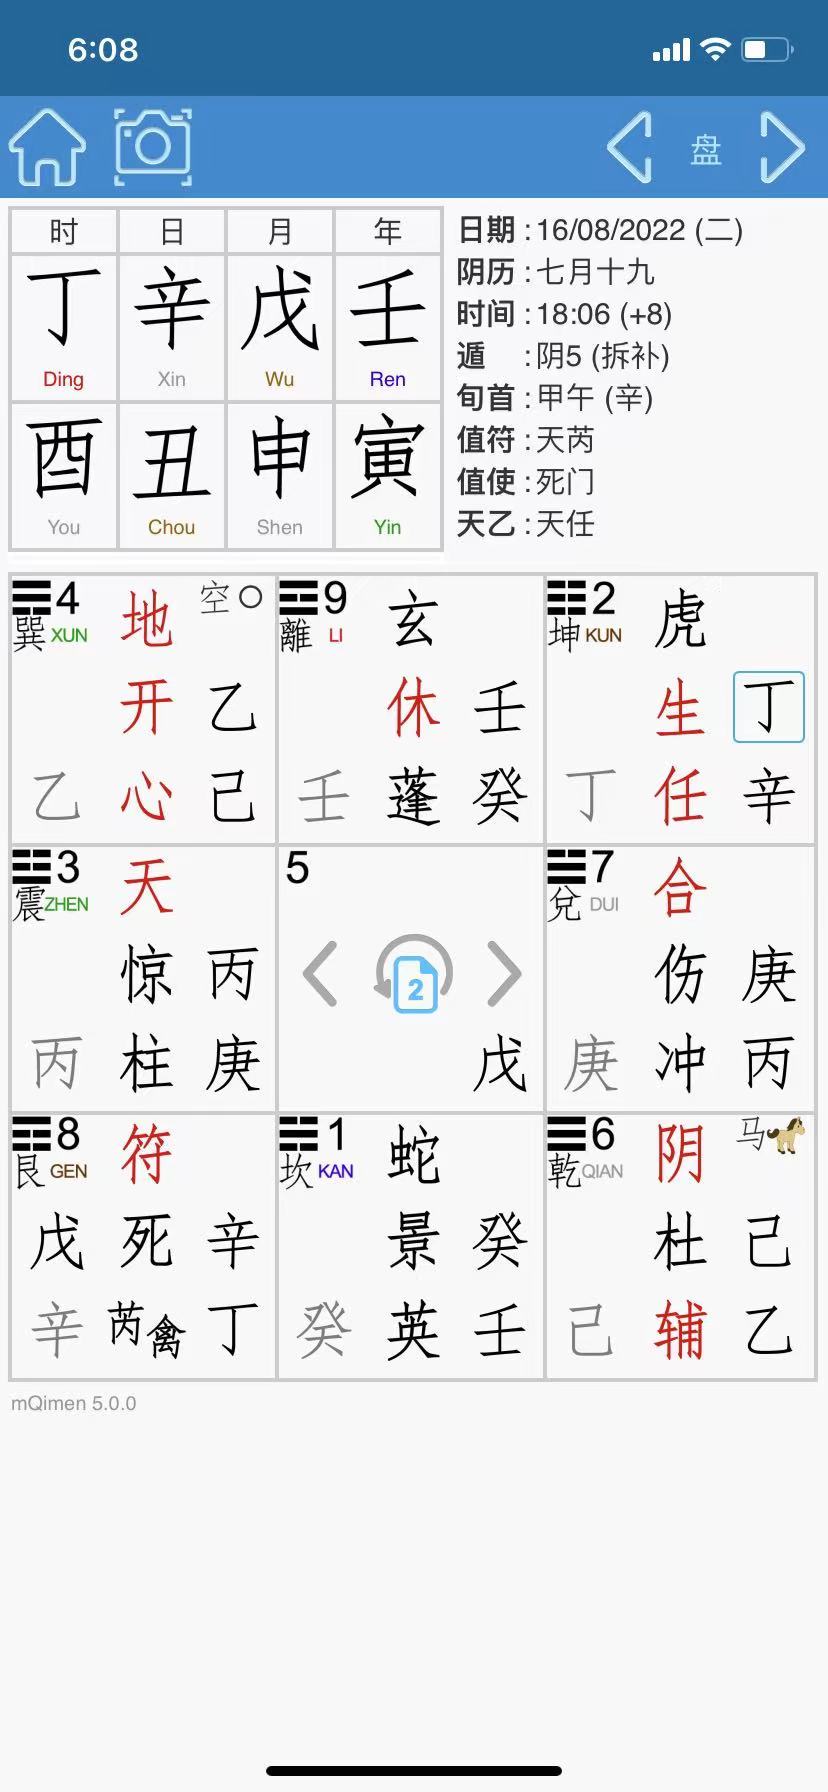 6:08
盘
时 日 月 年
丁 辛 戊 壬
Ding Xin Wu Ren
酉 丑 申 寅
You Chou Shen Yin
日期 : 16/08/2022 (二)
阴历 : 七月十九
时间 : 18:06 (+8)
遁 : 阴5 (拆补)
旬首 : 甲午 (辛)
值符 : 天芮
值使 : 死门
天乙 : 天任
4 地 空
巽 XUN
开 乙
乙 心 己
9 玄
離 LI
休 壬
壬 蓬 癸
2 虎
坤 KUN
生 丁
丁 任 辛
3 天
震 ZHEN
惊 丙
丙 柱 庚
5
2
戊
7 合
兌 DUI
伤 庚
庚 冲 丙
8 符
艮 GEN
戊 死 辛
辛 芮禽 丁
1 蛇
坎 KAN
景 癸
癸 英 壬
6 阴 马
乾 QIAN
杜 己
己 辅 乙
mQimen 5.0.0